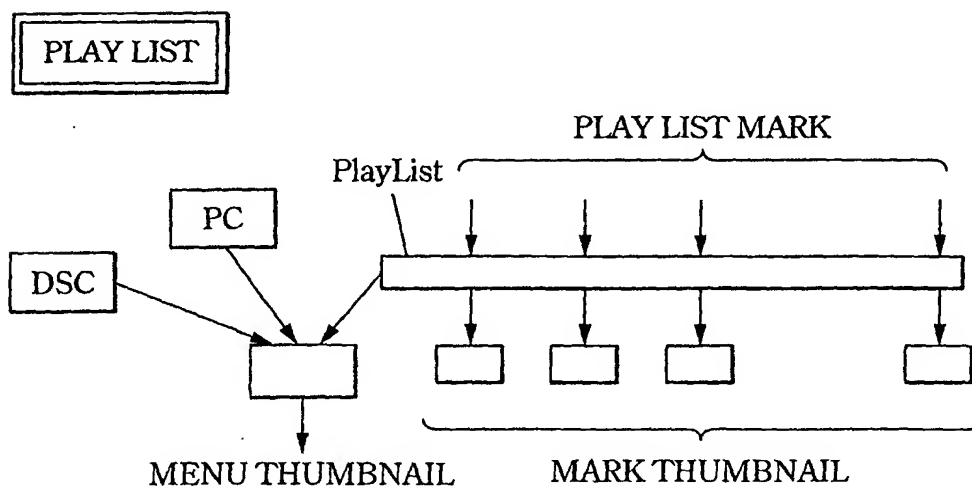 PLAY LIST
PLAY LIST MARK
PlayList
PC
DSC
MENU THUMBNAIL
MARK THUMBNAIL